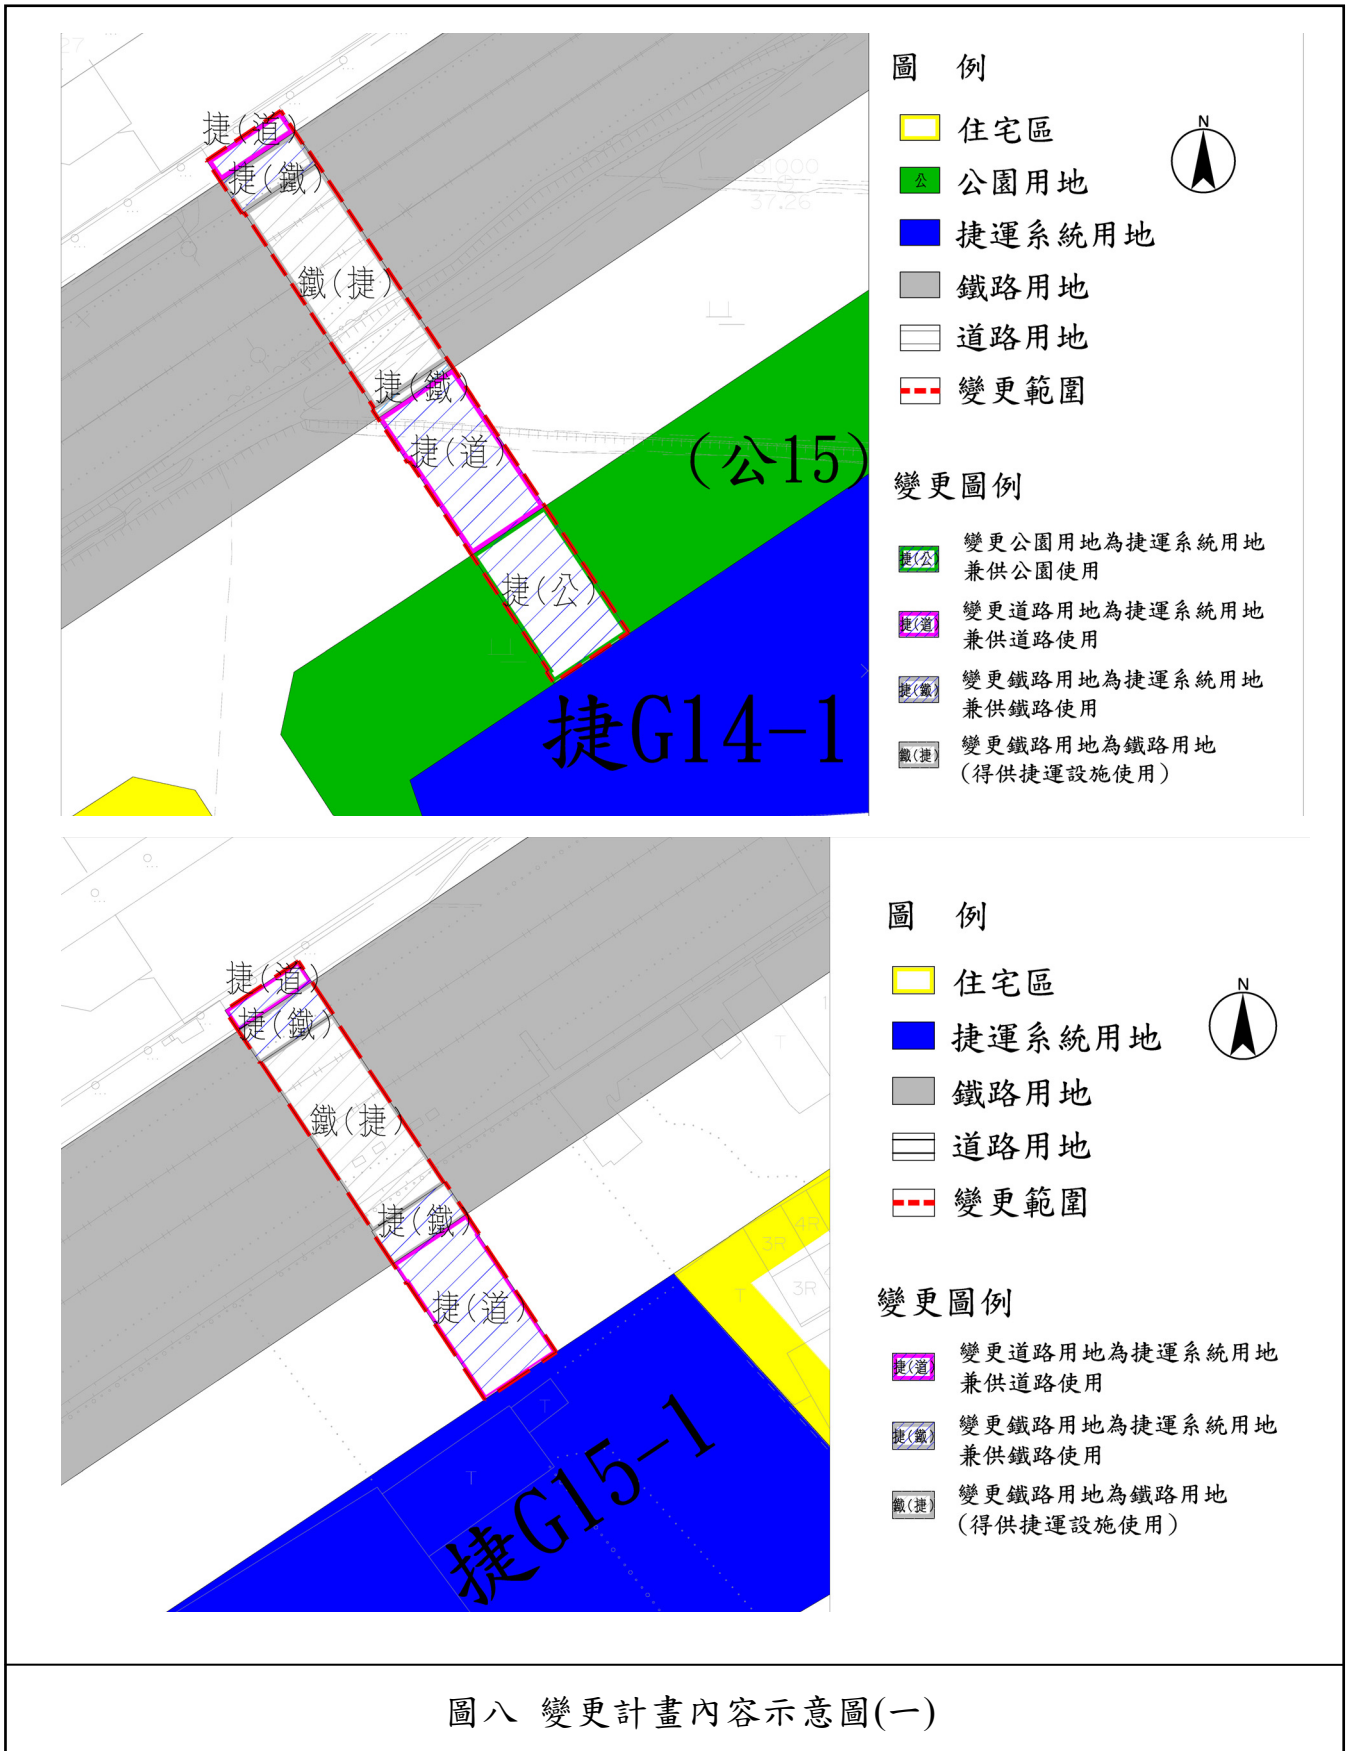 27
捷(道)
捷(鐵)
鐵(捷)
捷(鐵)
捷(道)
捷(公)
37.26
(公15)
捷G14-1
圖 例
住宅區
公
公園用地
捷運系統用地
鐵路用地
道路用地
變更範圍
N
變更圖例
捷(公)
變更公園用地為捷運系統用地
兼供公園使用
捷(道)
變更道路用地為捷運系統用地
兼供道路使用
捷(鐵)
變更鐵路用地為捷運系統用地
兼供鐵路使用
鐵(捷)
變更鐵路用地為鐵路用地
(得供捷運設施使用)
捷(道)
捷(鐵)
鐵(捷)
捷(鐵)
捷(道)
T
4R
3R
3R
T
T
T
捷G15-1
圖 例
住宅區
捷運系統用地
鐵路用地
道路用地
變更範圍
N
變更圖例
捷(道)
變更道路用地為捷運系統用地
兼供道路使用
捷(鐵)
變更鐵路用地為捷運系統用地
兼供鐵路使用
鐵(捷)
變更鐵路用地為鐵路用地
(得供捷運設施使用)
圖八 變更計畫內容示意圖(一)